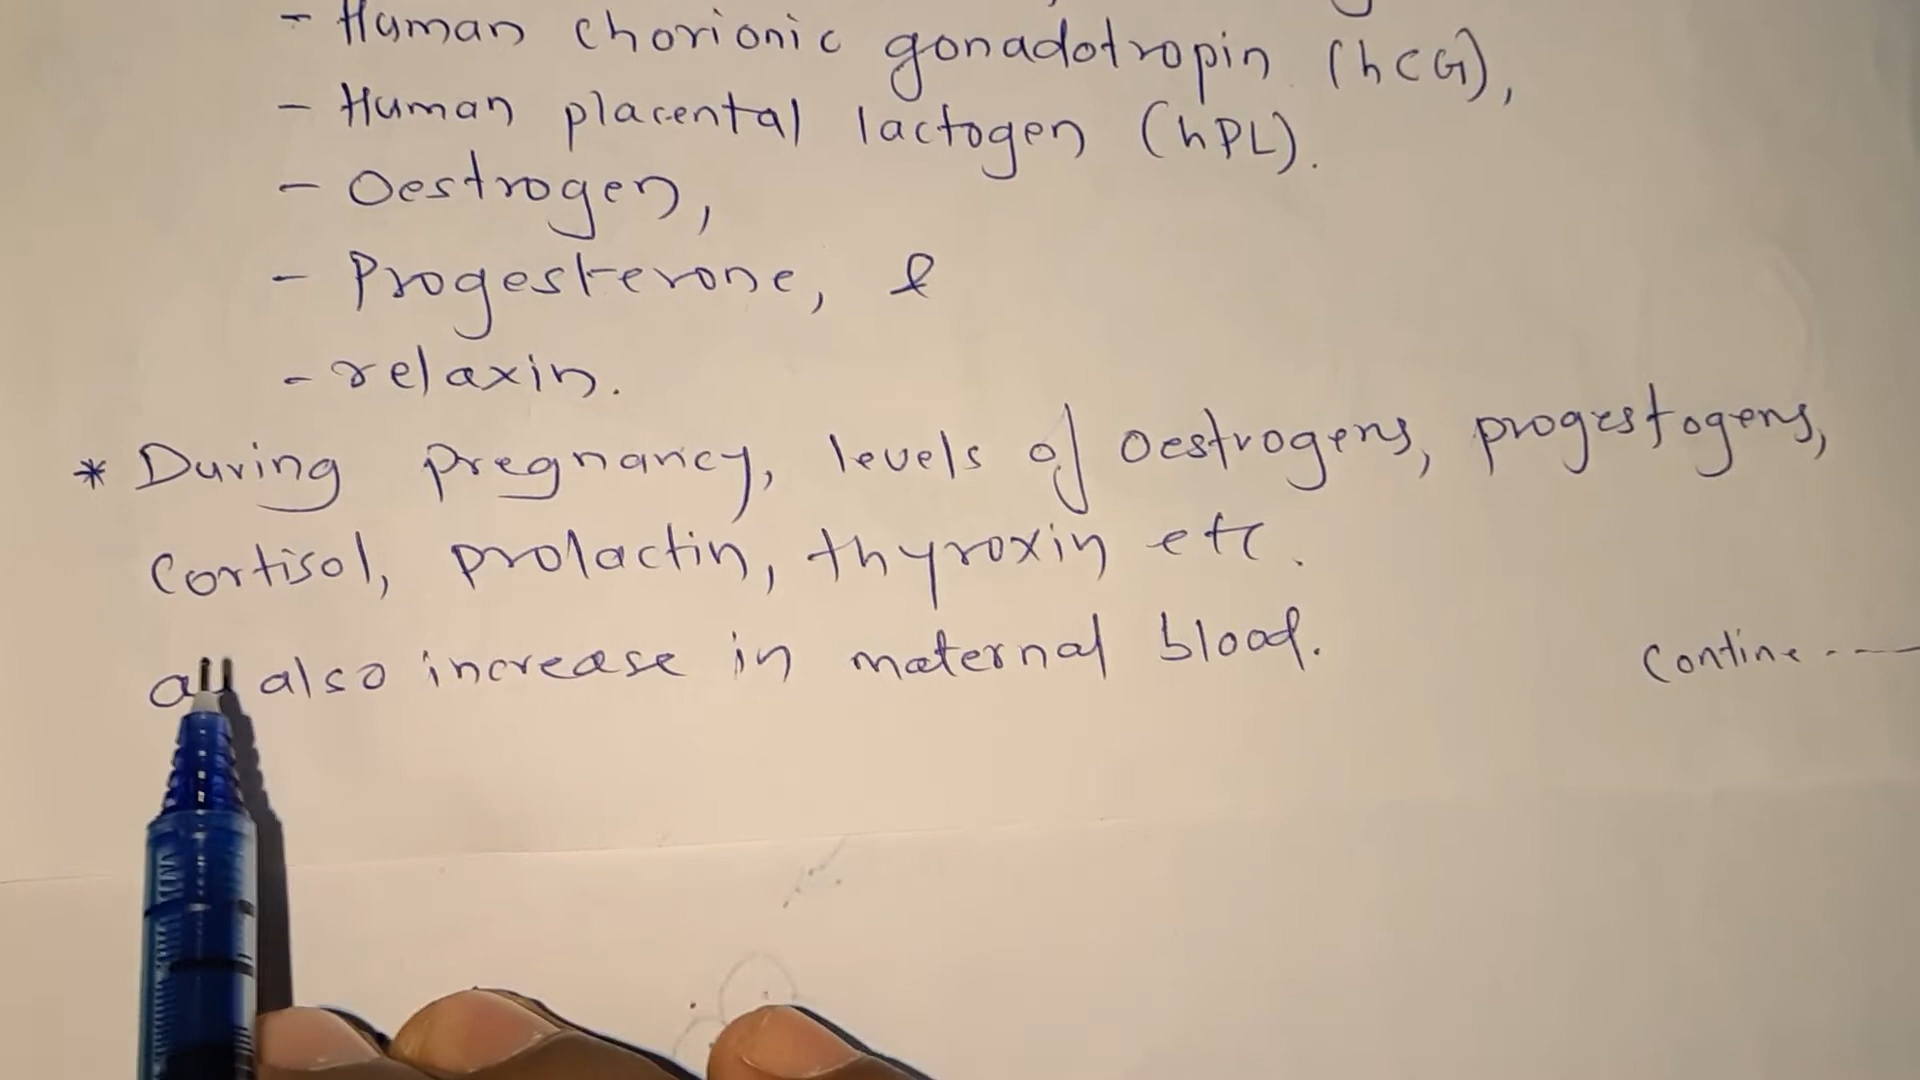 - Human chorionic gonadotropin (hCG),
- Human placental lactogen (hPL).
- Oestrogen,
- Progesterone, &
- relaxin.
* During pregnancy, levels of oestrogens, progestogens,
Cortisol, prolactin, thyroxin etc.
all also increase in maternal blood.
Contine ----